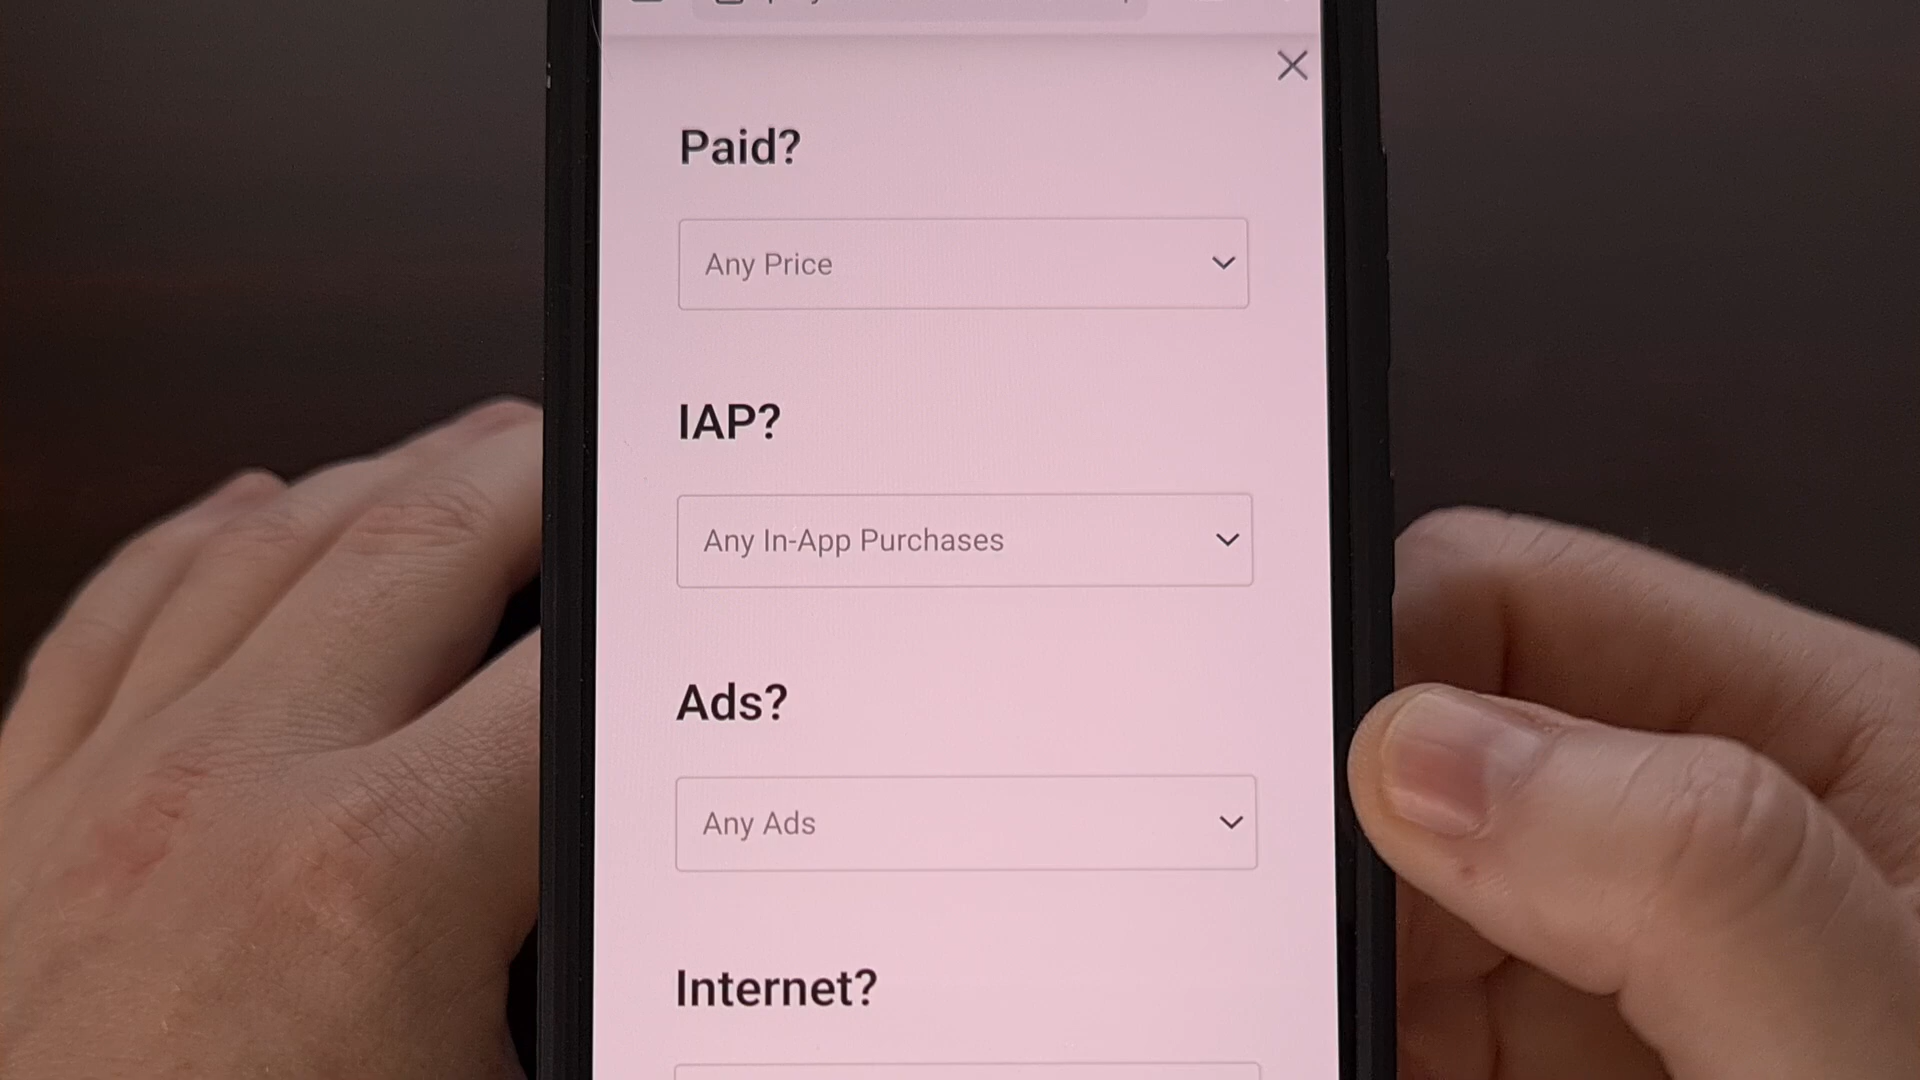 Paid?
Any Price
IAP?
Any In-App Purchases
Ads?
Any Ads
Internet?